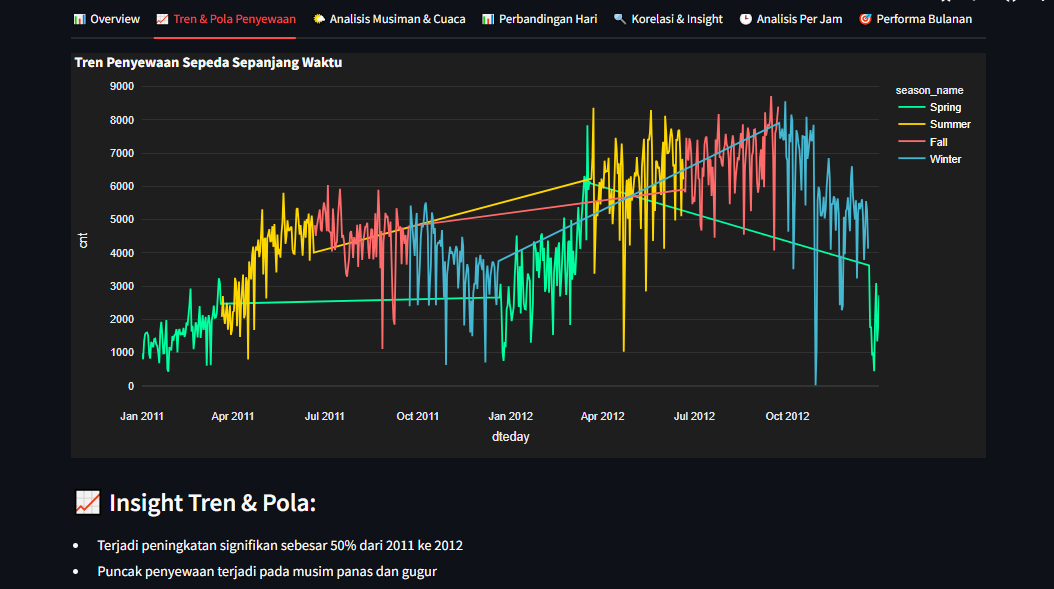 📊 Overview 📈 Tren & Pola Penyewaan 🌤️ Analisis Musiman & Cuaca 📊 Perbandingan Hari 🔍 Korelasi & Insight 🕒 Analisis Per Jam 🎯 Performa Bulanan
Tren Penyewaan Sepeda Sepanjang Waktu
season_name
Spring
Summer
Fall
Winter
9000
8000
7000
6000
5000
4000
3000
2000
1000
0
cnt
Jan 2011 Apr 2011 Jul 2011 Oct 2011 Jan 2012 Apr 2012 Jul 2012 Oct 2012
dteday
📈 Insight Tren & Pola:
• Terjadi peningkatan signifikan sebesar 50% dari 2011 ke 2012
• Puncak penyewaan terjadi pada musim panas dan gugur